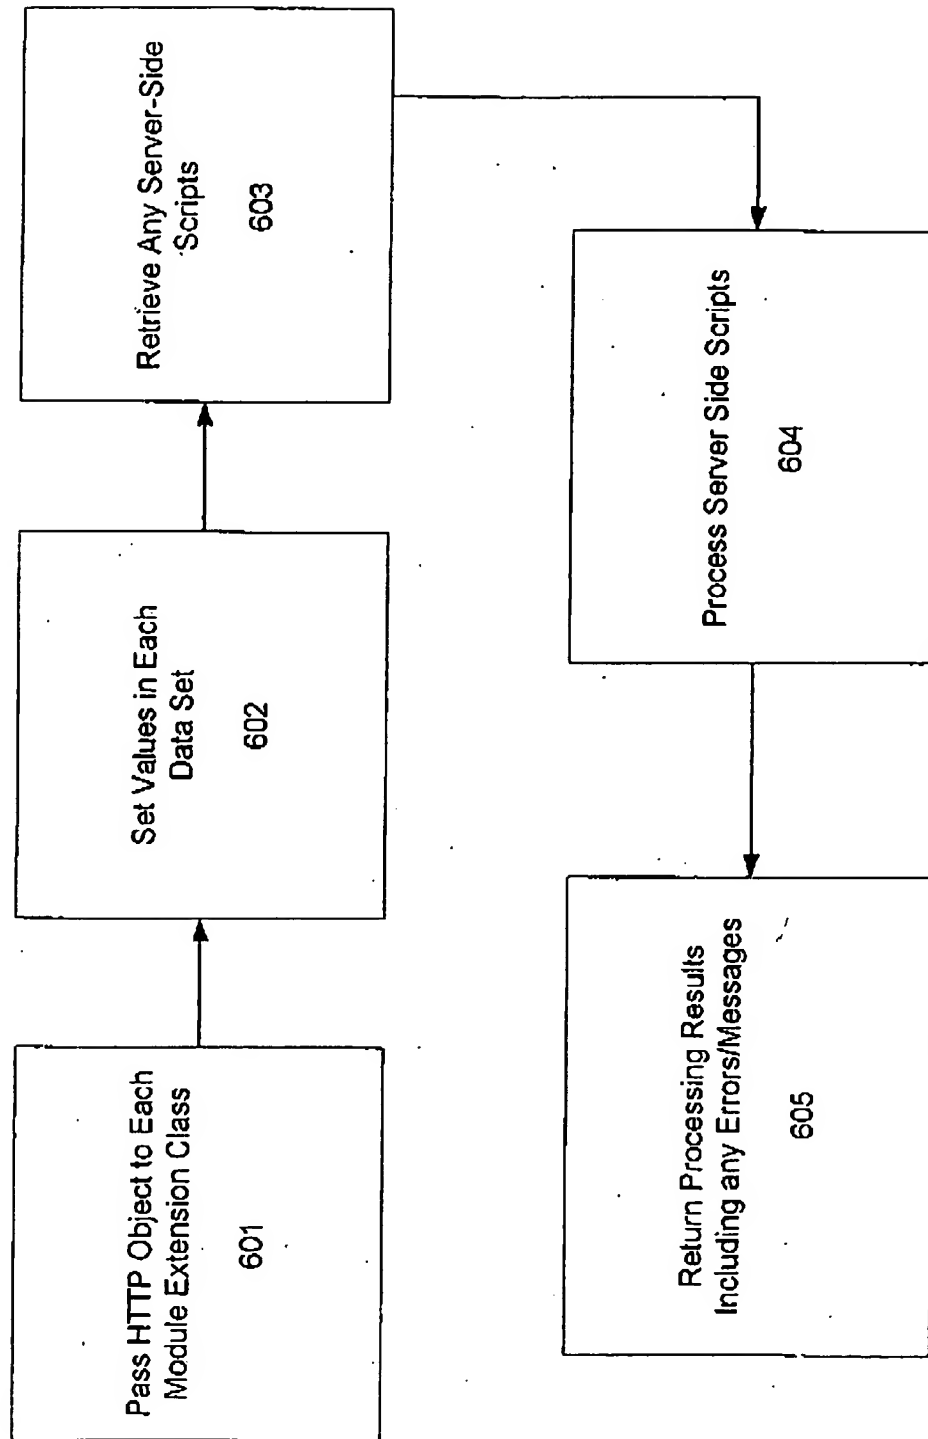 Pass HTTP Object to Each
Module Extension Class
601
Set Values in Each
Data Set
602
Retrieve Any Server-Side
Scripts
603
Process Server Side Scripts
604
Return Processing Results
Including any Errors/Messages
605